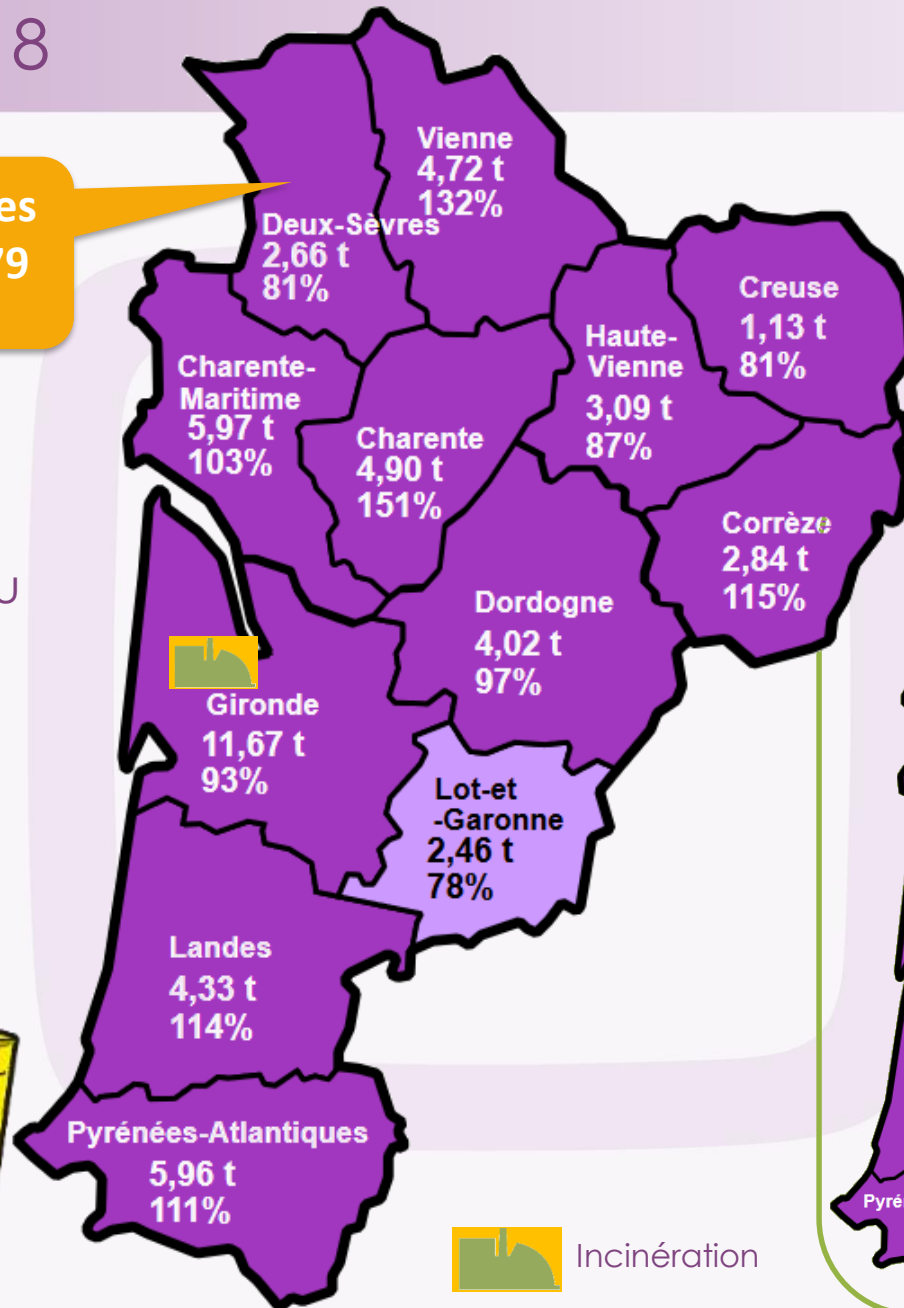 8
es
79
Vienne
4,72 t
132%
Deux-Sèvres
2,66 t
81%
Creuse
1,13 t
81%
Haute-
Vienne
3,09 t
87%
Charente-
Maritime
5,97 t
103%
Charente
4,90 t
151%
Corrèze
2,84 t
115%
U
Dordogne
4,02 t
97%
Gironde
11,67 t
93%
Lot-et
-Garonne
2,46 t
78%
Landes
4,33 t
114%
Pyrénées-Atlantiques
5,96 t
111%
Pyré
Incinération